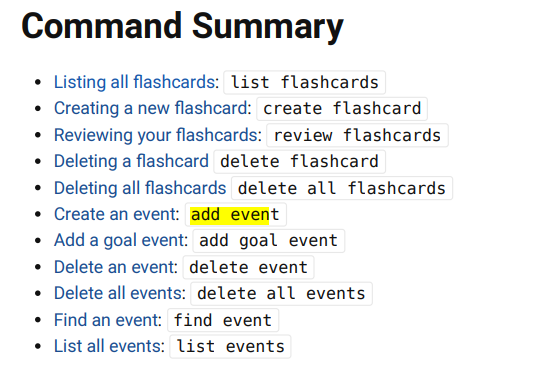 Command Summary
Listing all flashcards: list flashcards
Creating a new flashcard: create flashcard
Reviewing your flashcards: review flashcards
Deleting a flashcard delete flashcard
Deleting all flashcards delete all flashcards
Create an event: add event
Add a goal event: add goal event
Delete an event: delete event
Delete all events: delete all events
Find an event: find event
List all events: list events